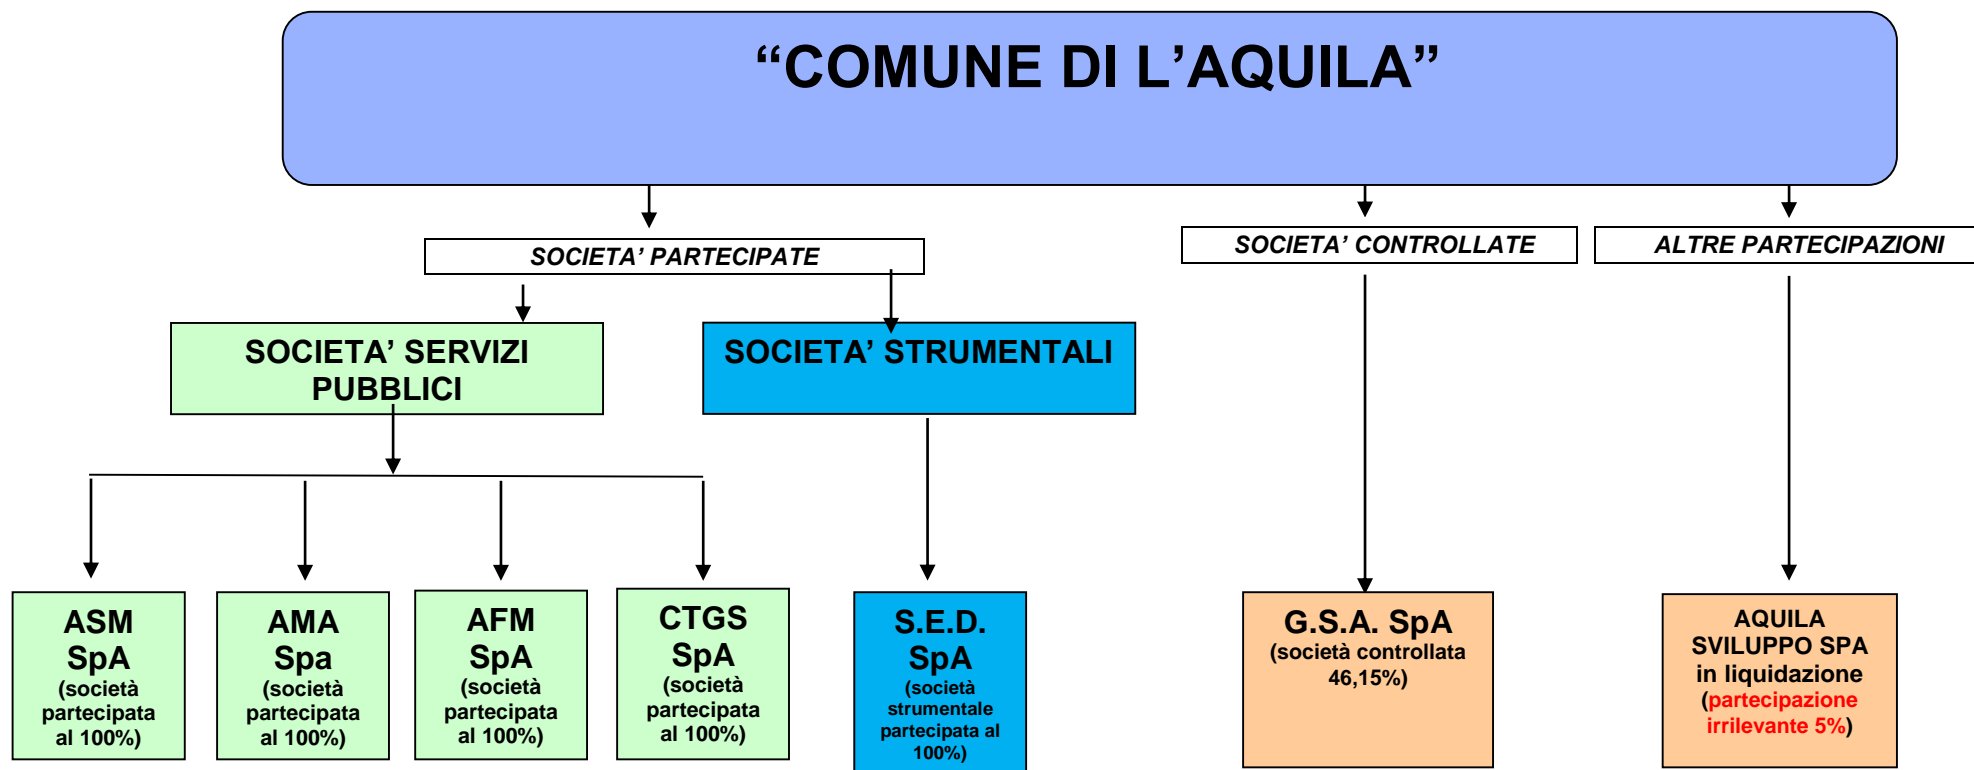 “COMUNE DI L’AQUILA”
SOCIETA’ PARTECIPATE
SOCIETA’ CONTROLLATE
ALTRE PARTECIPAZIONI
SOCIETA’ SERVIZI
PUBBLICI
SOCIETA’ STRUMENTALI
ASM
SpA
(società
partecipata
al 100%)
AMA
Spa
(società
partecipata
al 100%)
AFM
SpA
(società
partecipata
al 100%)
CTGS
SpA
(società
partecipata
al 100%)
S.E.D.
SpA
(società
strumentale
partecipata al
100%)
G.S.A. SpA
(società controllata
46,15%)
AQUILA
SVILUPPO SPA
in liquidazione
(partecipazione
irrilevante 5%)